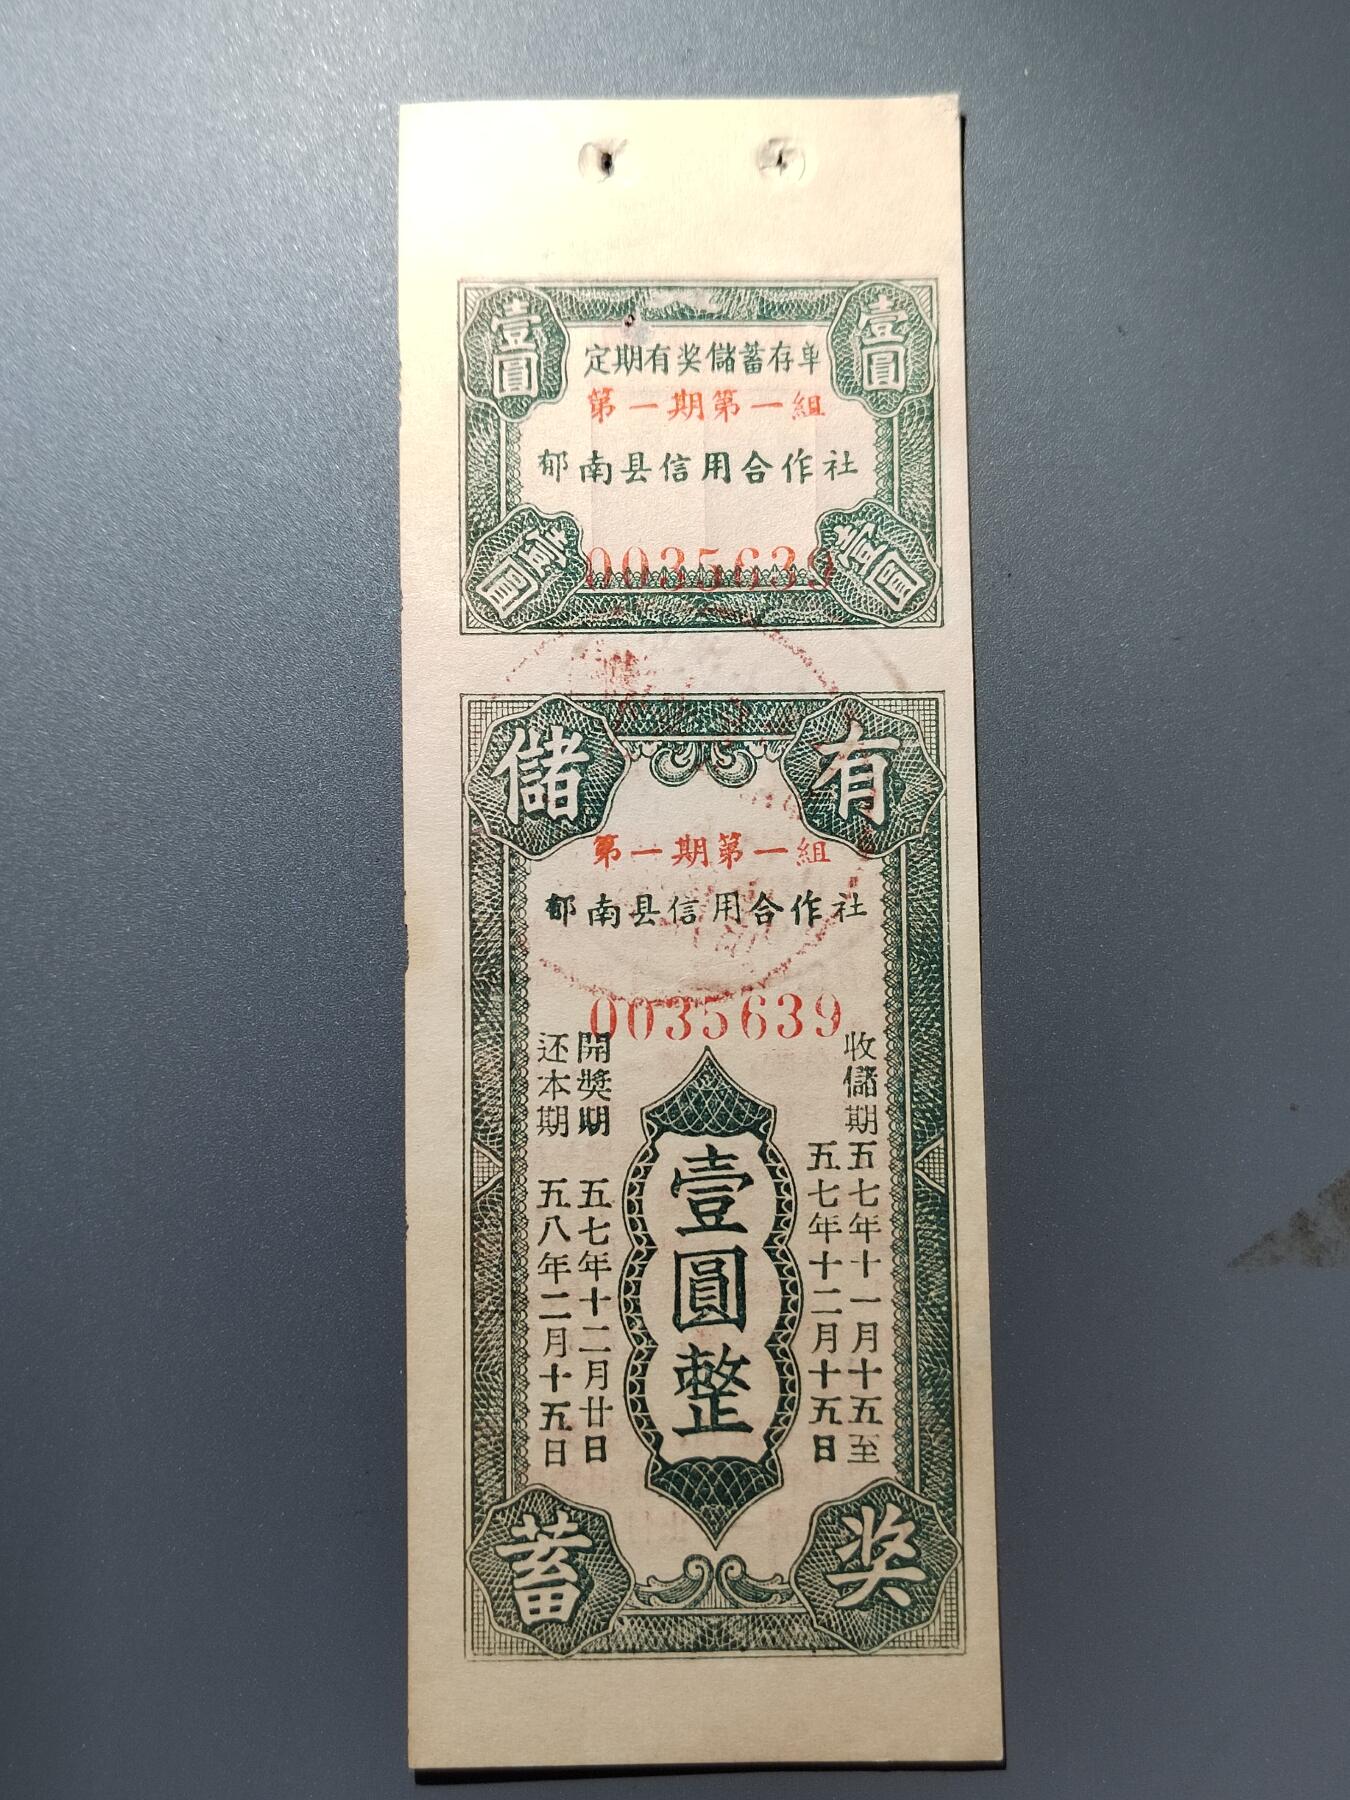 壹圓
壹圓
定期有奖儲蓄存单
第一期第一組
郁南县信用合作社
0035639
壹圓
壹圓
有奖
儲蓄
第一期第一組
郁南县信用合作社
0035639
收儲期五七年十一月十五至
五七年十二月十五日
壹圓整
開奬期 五七年十二月廿日
还本期 五八年二月十五日